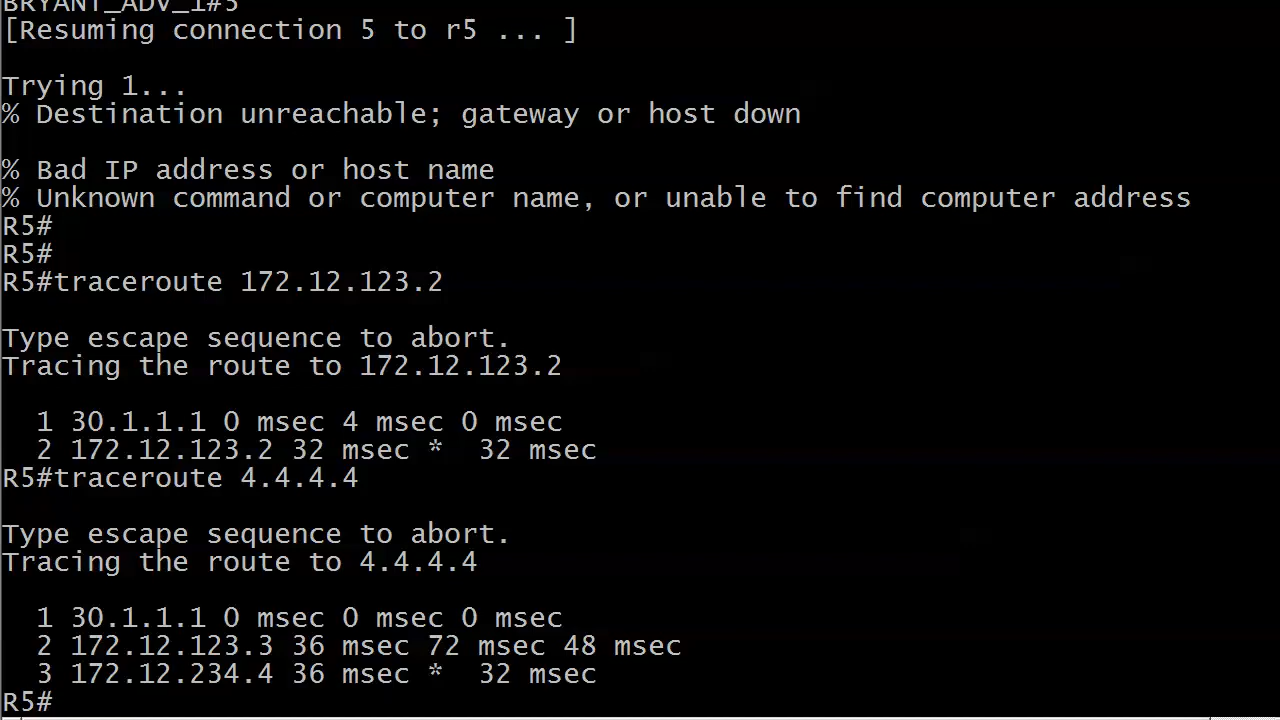 BRYANT_ADV_1#5
[Resuming connection 5 to r5 ... ]
Trying 1...
% Destination unreachable; gateway or host down
% Bad IP address or host name
% Unknown command or computer name, or unable to find computer address
R5#
R5#
R5#traceroute 172.12.123.2
Type escape sequence to abort.
Tracing the route to 172.12.123.2
1 30.1.1.1 0 msec 4 msec 0 msec
2 172.12.123.2 32 msec *  32 msec
R5#traceroute 4.4.4.4
Type escape sequence to abort.
Tracing the route to 4.4.4.4
1 30.1.1.1 0 msec 0 msec 0 msec
2 172.12.123.3 36 msec 72 msec 48 msec
3 172.12.234.4 36 msec *  32 msec
R5#